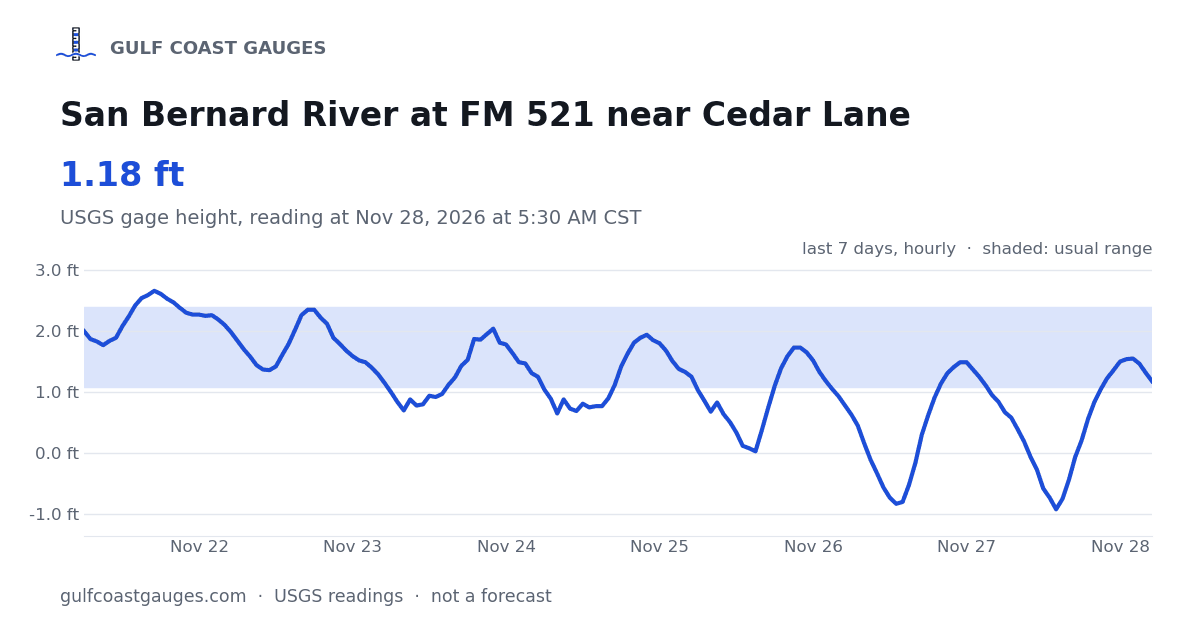 GULF COAST GAUGES
San Bernard River at FM 521 near Cedar Lane
1.18 ft
USGS gage height, reading at Nov 28, 2026 at 5:30 AM CST
last 7 days, hourly · shaded: usual range
3.0 ft
2.0 ft
1.0 ft
0.0 ft
-1.0 ft
Nov 22 Nov 23 Nov 24 Nov 25 Nov 26 Nov 27 Nov 28
gulfcoastgauges.com · USGS readings · not a forecast